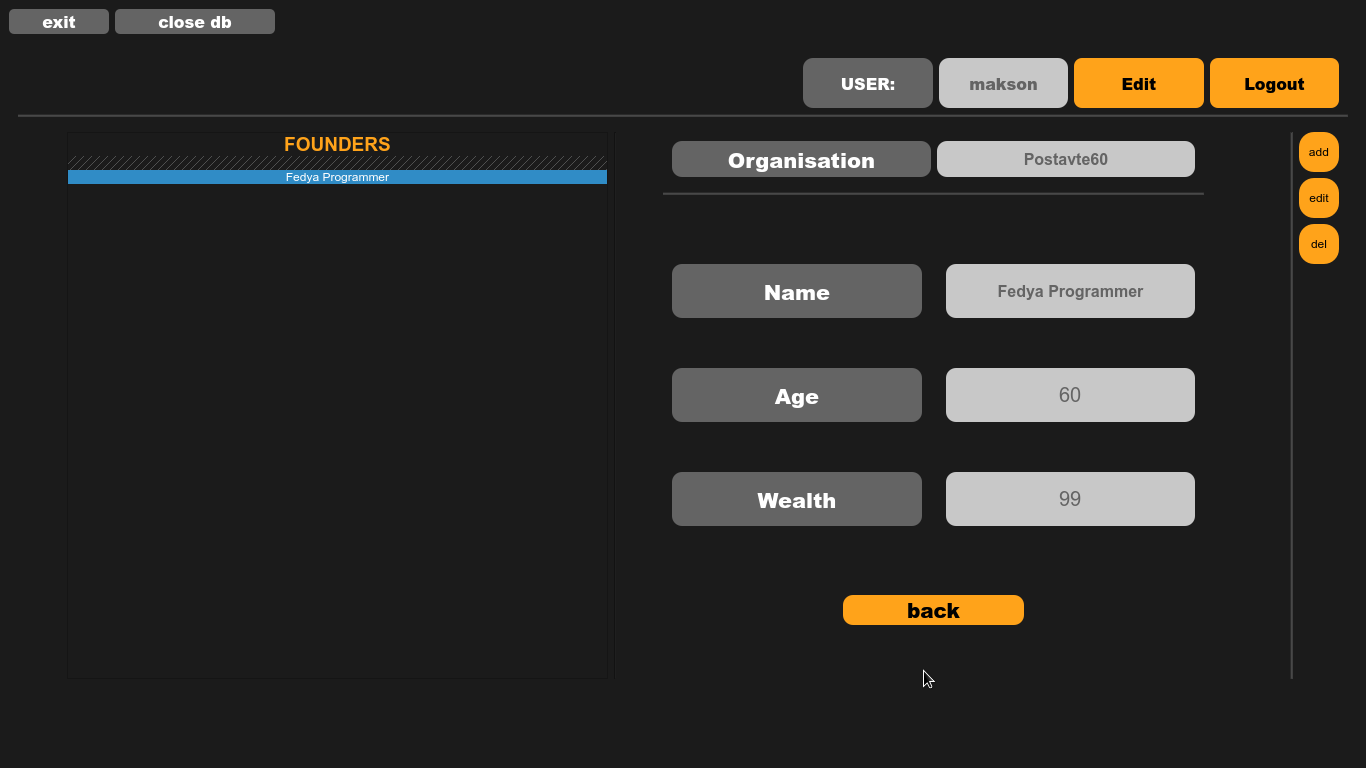 exit
close db
USER:
makson
Edit
Logout
FOUNDERS
Fedya Programmer
Organisation
Postavte60
Name
Fedya Programmer
Age
60
Wealth
99
back
add
edit
del